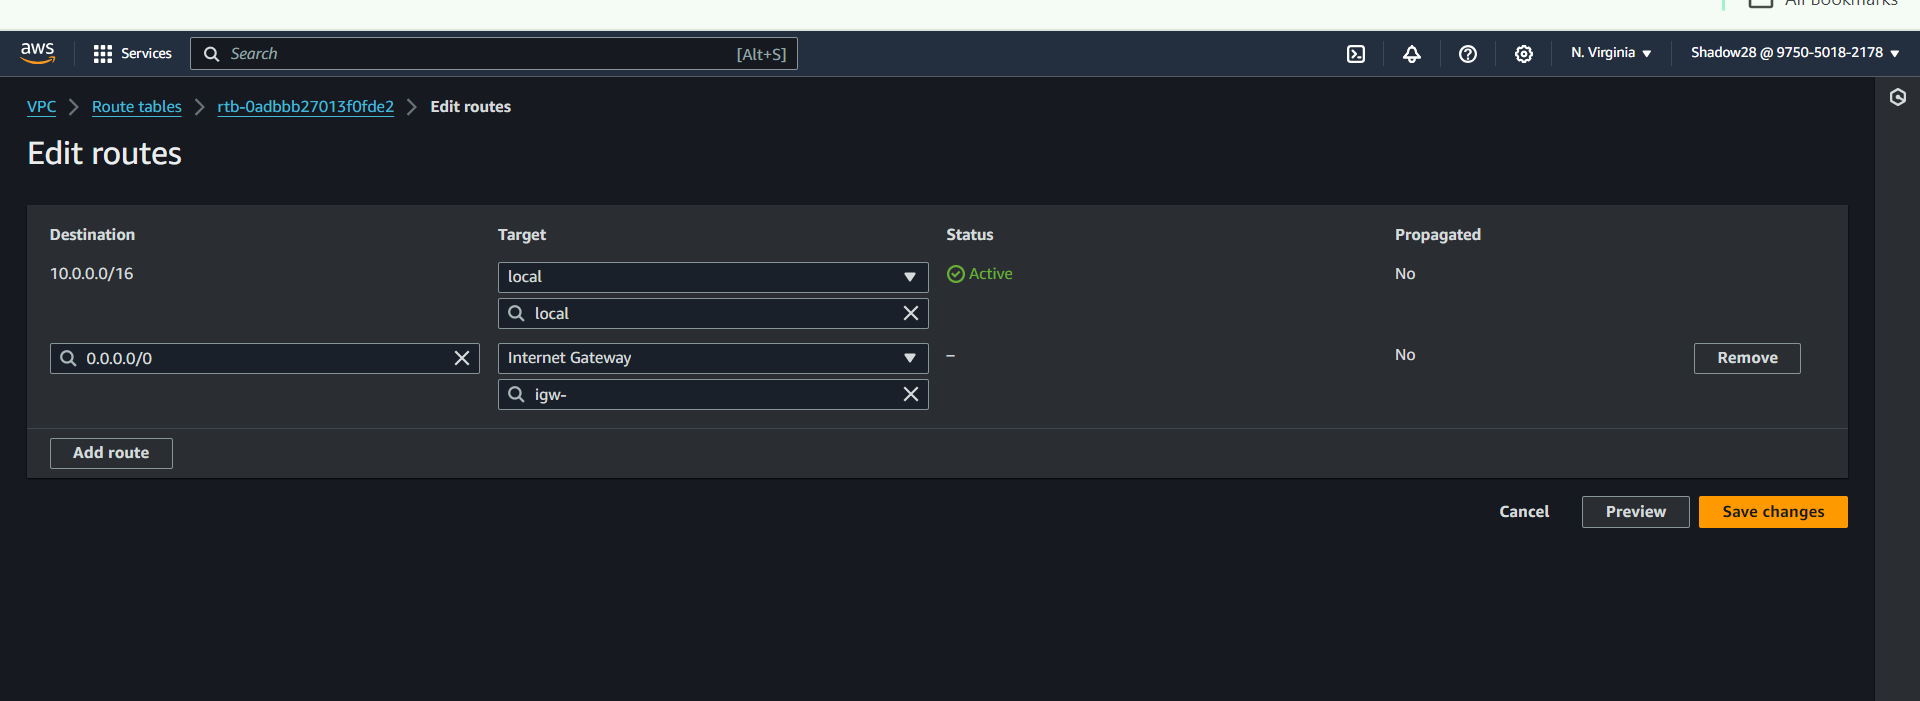 All Bookmarks
aws Services Search [Alt+S] N. Virginia Shadow28 @ 9750-5018-2178
VPC Route tables rtb-0adbbb27013f0fde2 Edit routes
Edit routes
Destination Target Status Propagated
10.0.0.0/16 local Active No
local
0.0.0.0/0 Internet Gateway – No Remove
igw-
Add route
Cancel Preview Save changes